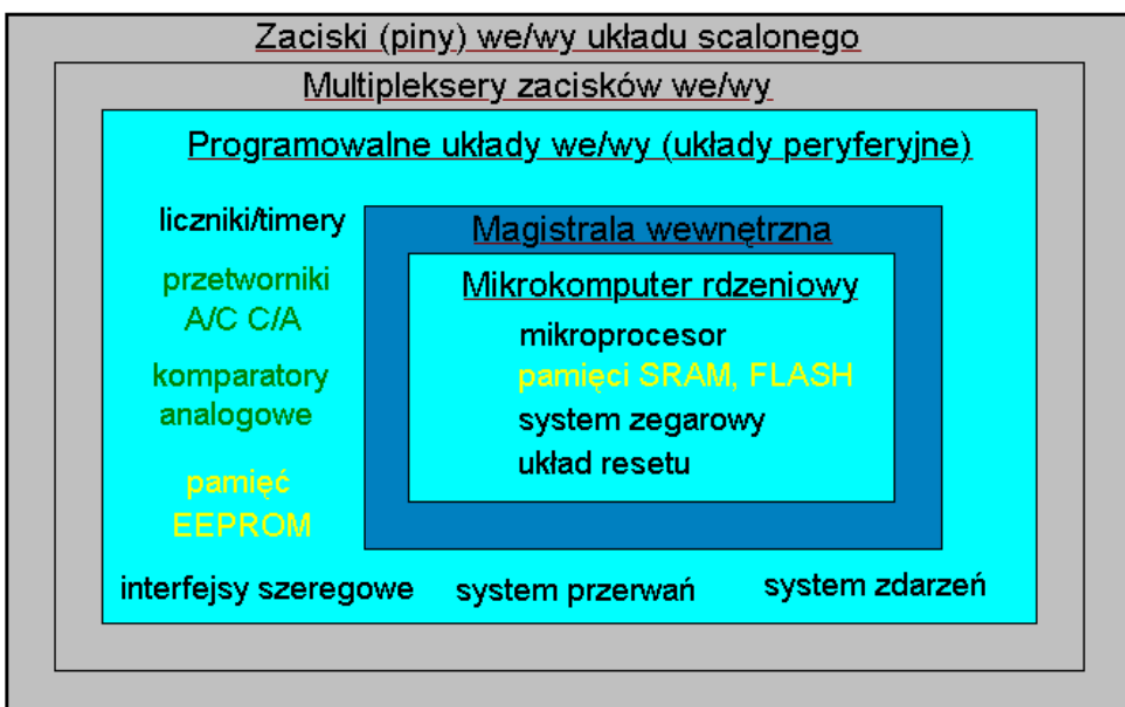 Zaciski (piny) we/wy układu scalonego
Multipleksery zacisków we/wy
Programowalne układy we/wy (układy peryferyjne)
liczniki/timery
przetworniki
A/C C/A
komparatory
analogowe
pamięć
EEPROM
Magistrala wewnętrzna
Mikrokomputer rdzeniowy
mikroprocesor
pamięci SRAM, FLASH
system zegarowy
układ resetu
interfejsy szeregowe
system przerwań
system zdarzeń